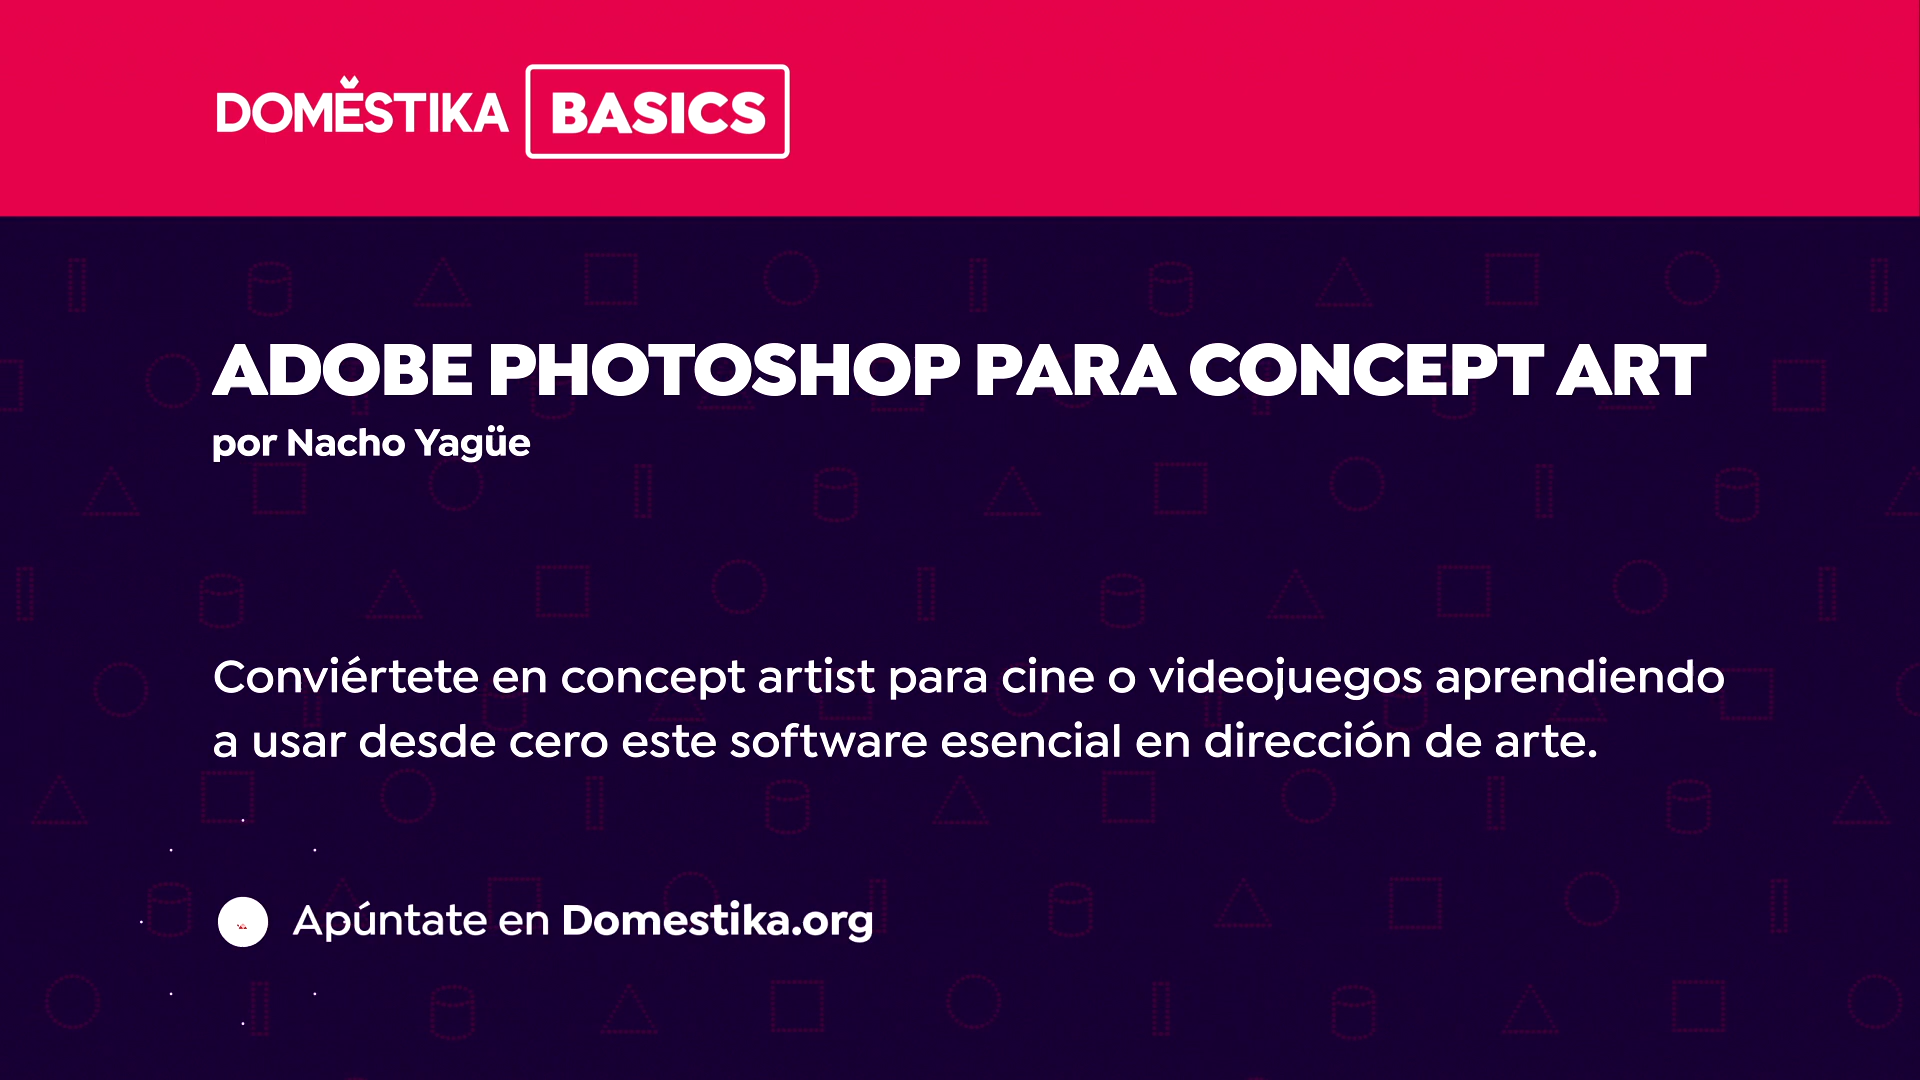 DOMĚSTIKA BASICS
ADOBE PHOTOSHOP PARA CONCEPT ART
por Nacho Yagüe
Conviértete en concept artist para cine o videojuegos aprendiendo
a usar desde cero este software esencial en dirección de arte.
Apúntate en Domestika.org